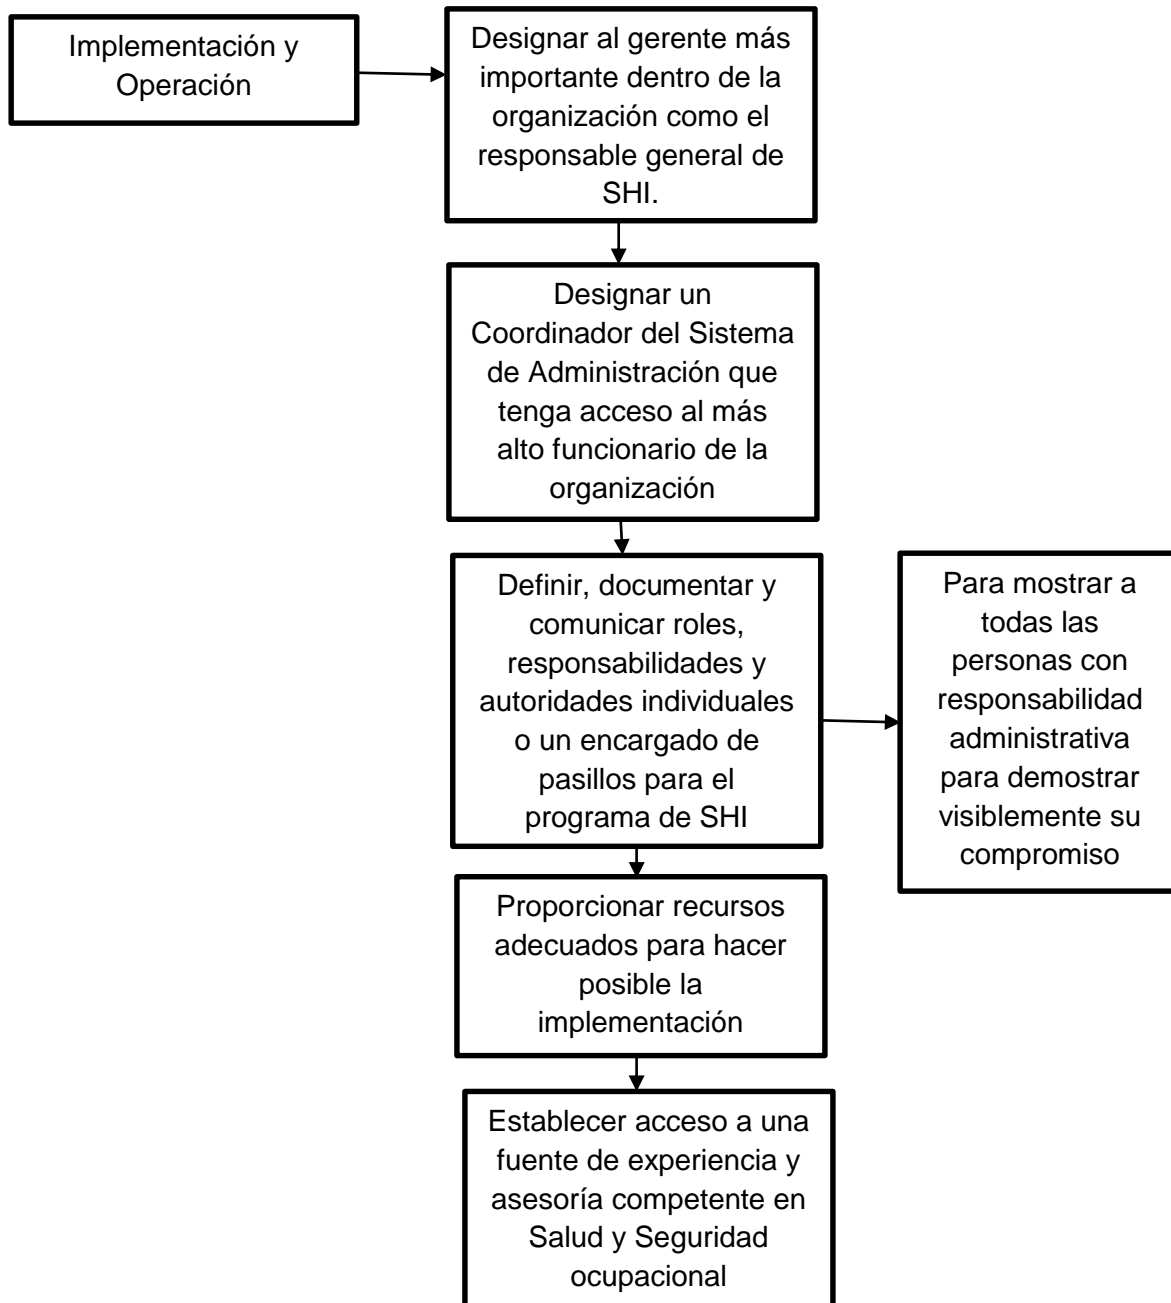 Implementación y
Operación
Designar al gerente más
importante dentro de la
organización como el
responsable general de
SHI.
Designar un
Coordinador del Sistema
de Administración que
tenga acceso al más
alto funcionario de la
organización
Definir, documentar y
comunicar roles,
responsabilidades y
autoridades individuales
o un encargado de
pasillos para el
programa de SHI
Para mostrar a
todas las
personas con
responsabilidad
administrativa
para demostrar
visiblemente su
compromiso
Proporcionar recursos
adecuados para hacer
posible la
implementación
Establecer acceso a una
fuente de experiencia y
asesoría competente en
Salud y Seguridad
ocupacional